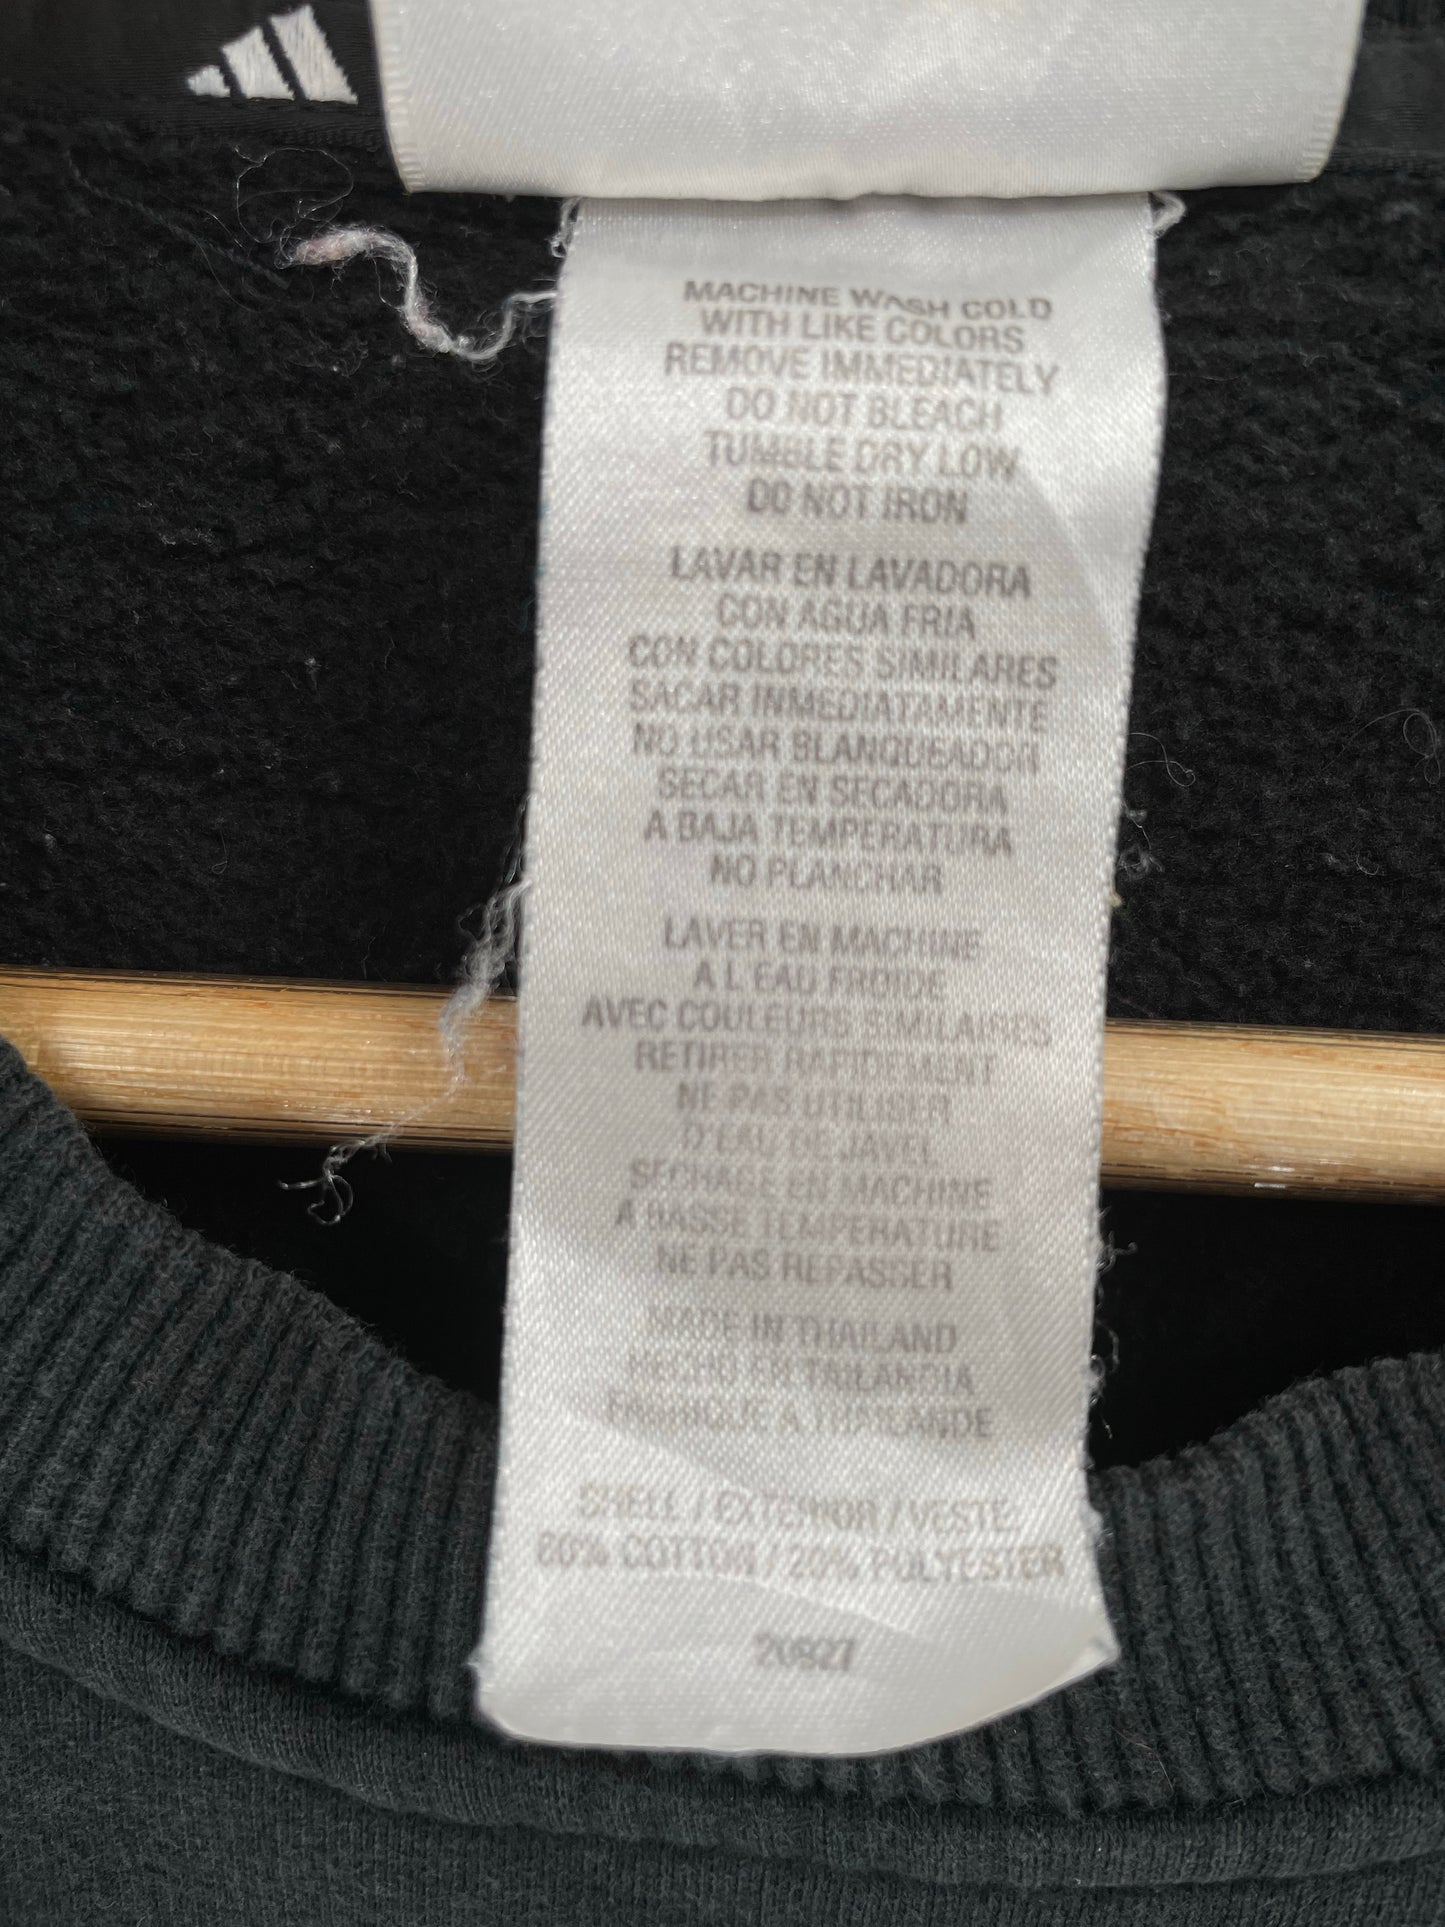 MACHINE WASH COLD
WITH LIKE COLORS
REMOVE IMMEDIATELY
DO NOT BLEACH
TUMBLE DRY LOW
DO NOT IRON
LAVAR EN LAVADORA
CON AGUA FRIA
CON COLORES SIMILARES
SACAR INMEDIATAMENTE
NO USAR BLANQUEADOR
SECAR EN SECADORA
A BAJA TEMPERATURA
NO PLANCHAR
LAVER EN MACHINE
A L'EAU FROIDE
AVEC COULEURS SIMILAIRES
RETIRER RAPIDEMENT
NE PAS UTILISER
D'EAU DE JAVEL
SECHAGE EN MACHINE
A BASSE TEMPERATURE
NE PAS REPASSER
MADE IN THAILAND
HECHO EN TAILANDIA
FABRIQUE A THAILANDE
SHELL / EXTERIOR / VESTE
80% COTTON / 20% POLYESTER
20827